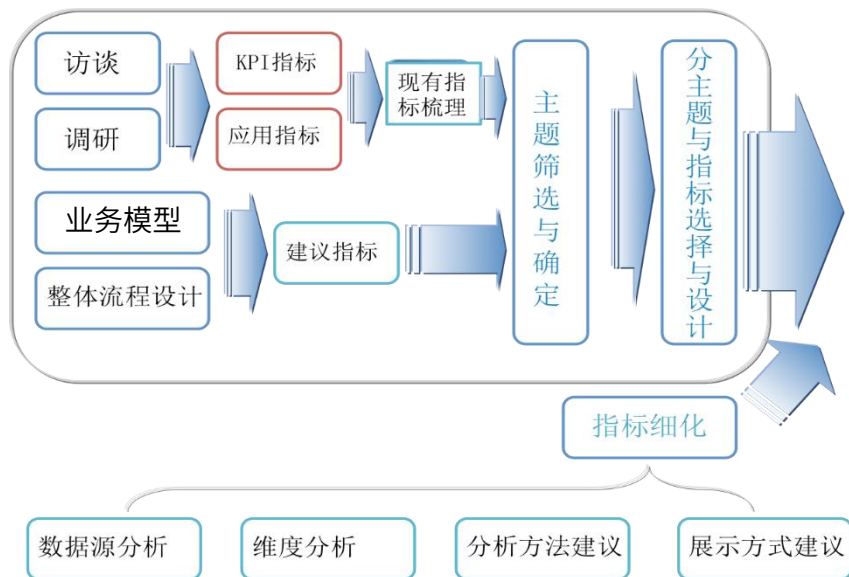 访谈
调研
KPI指标
应用指标
现有指
标梳理
业务模型
整体流程设计
建议指标
主题筛选与确定
分主题与指标选择与设计
指标细化
数据源分析
维度分析
分析方法建议
展示方式建议